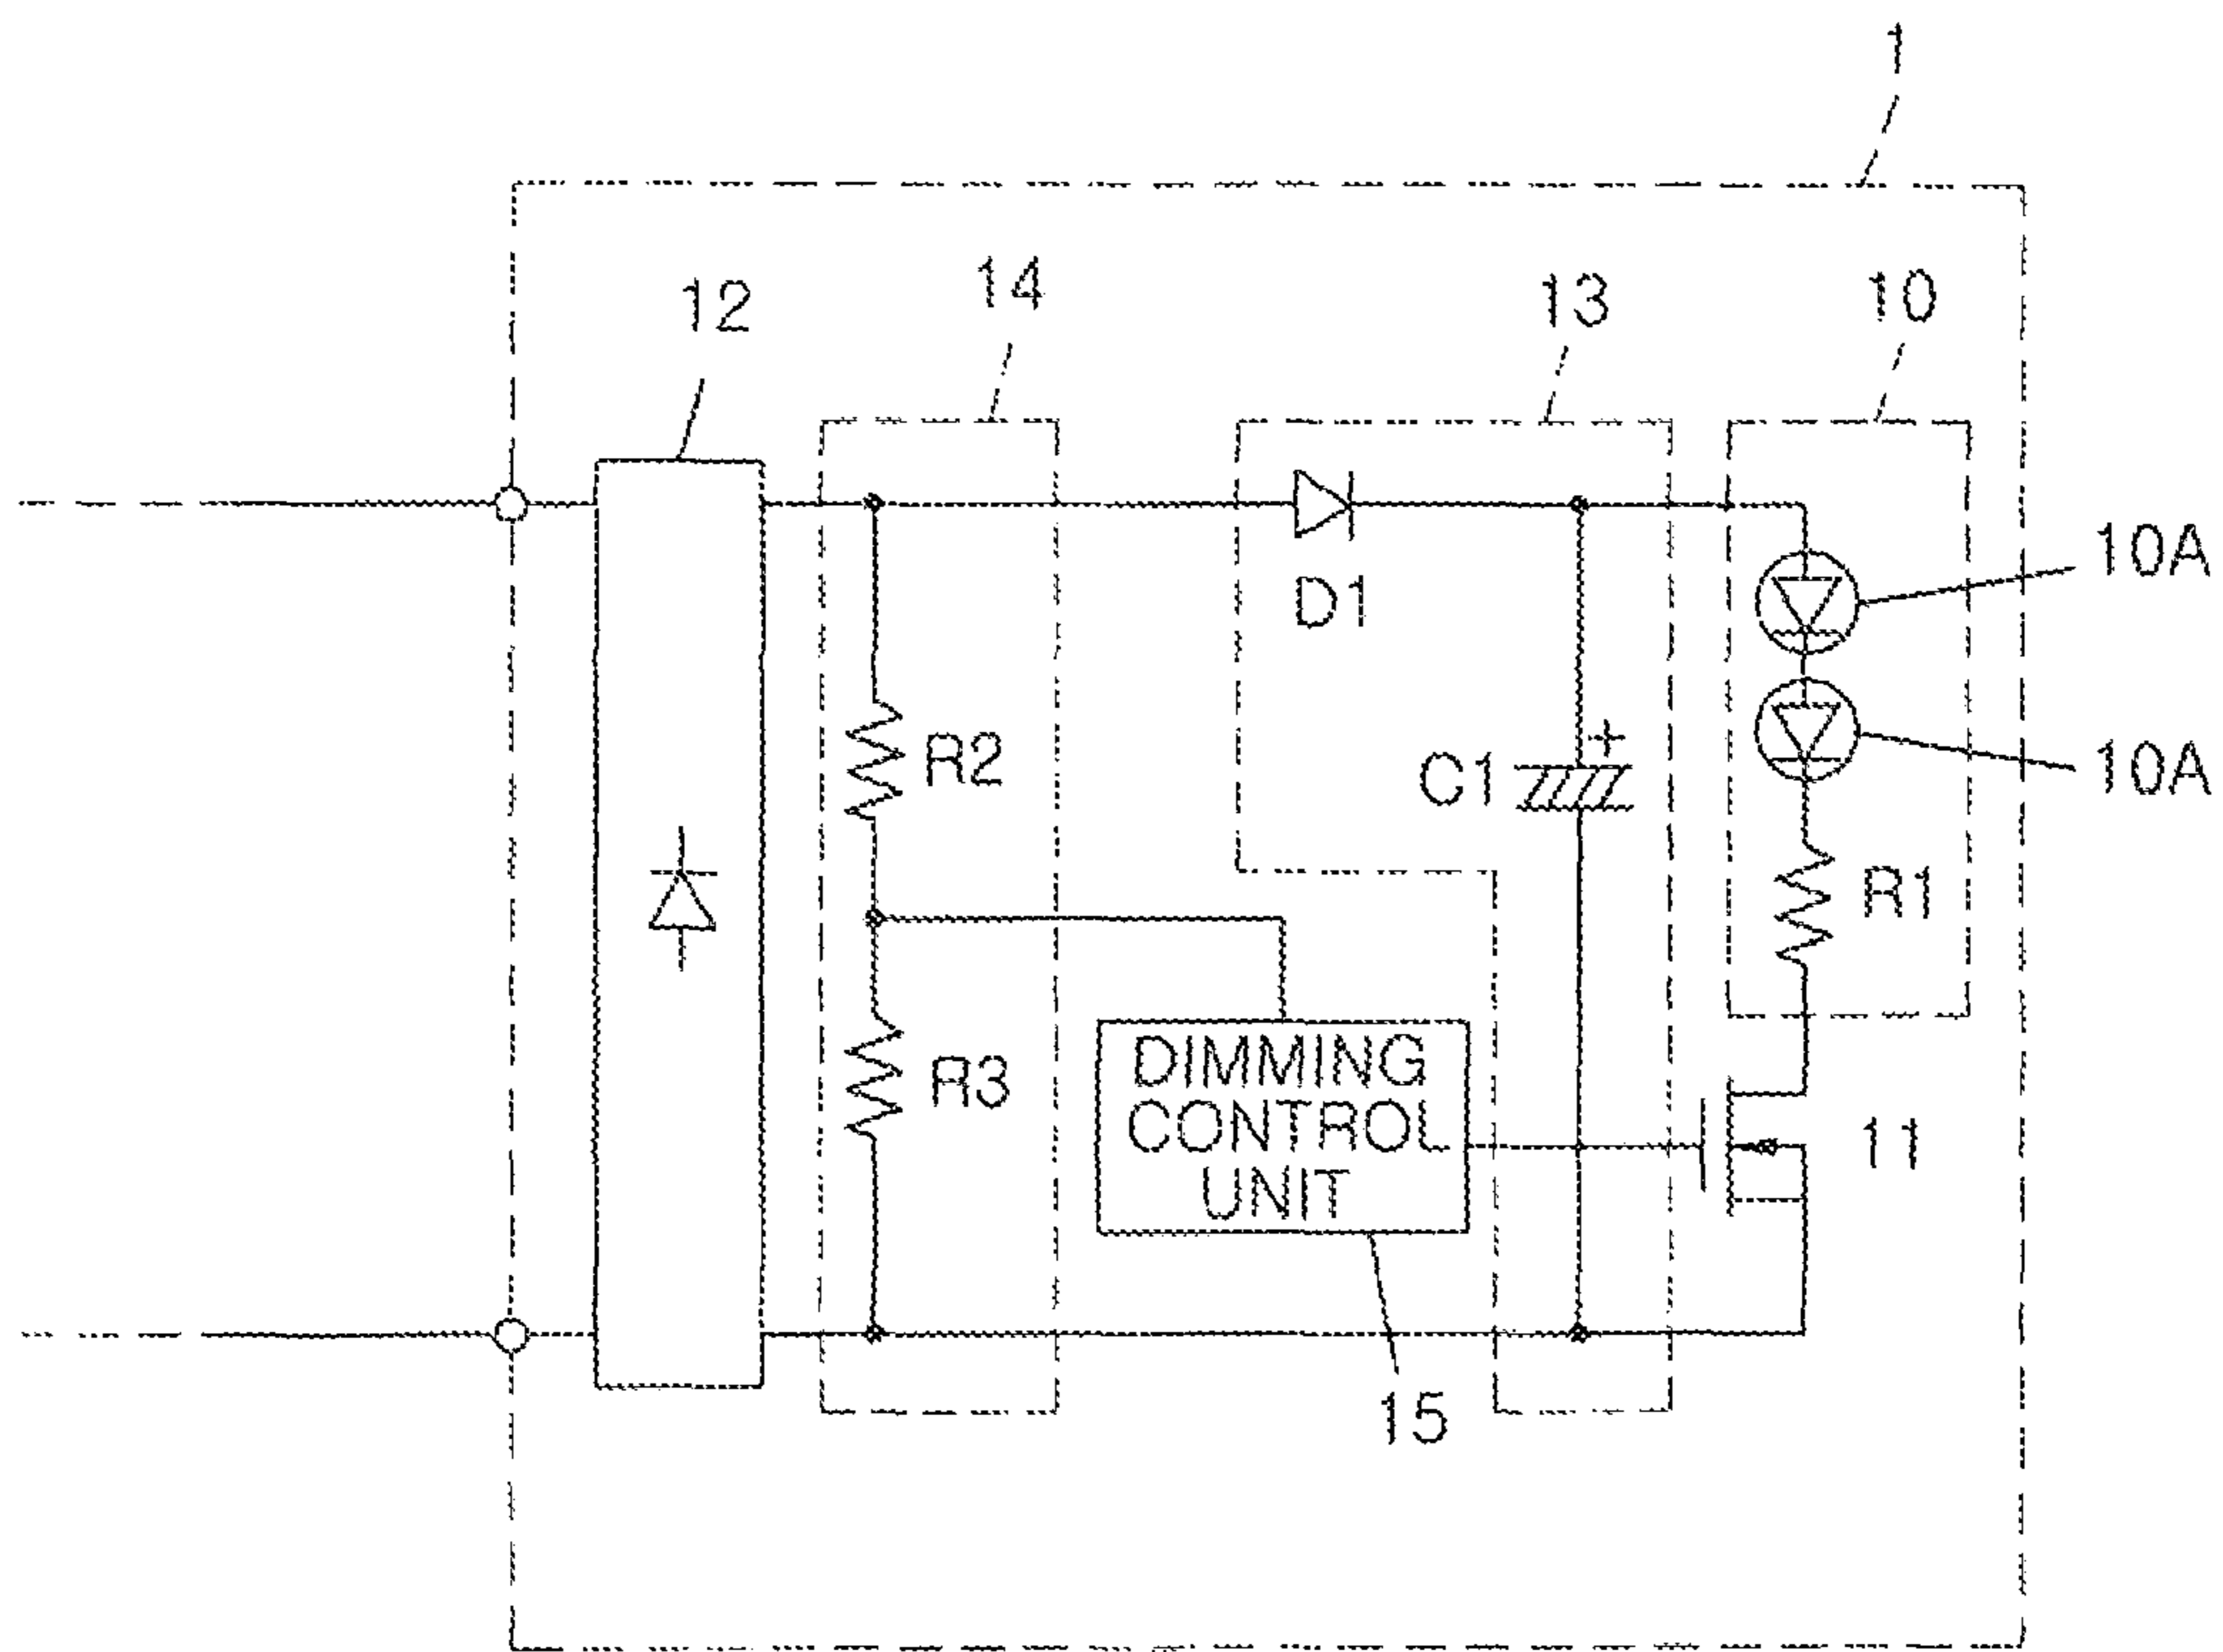 1
12
14
13
10
10A
D1
R2
C1
+
10A
R1
R3
DIMMING
CONTROL
UNIT
11
15